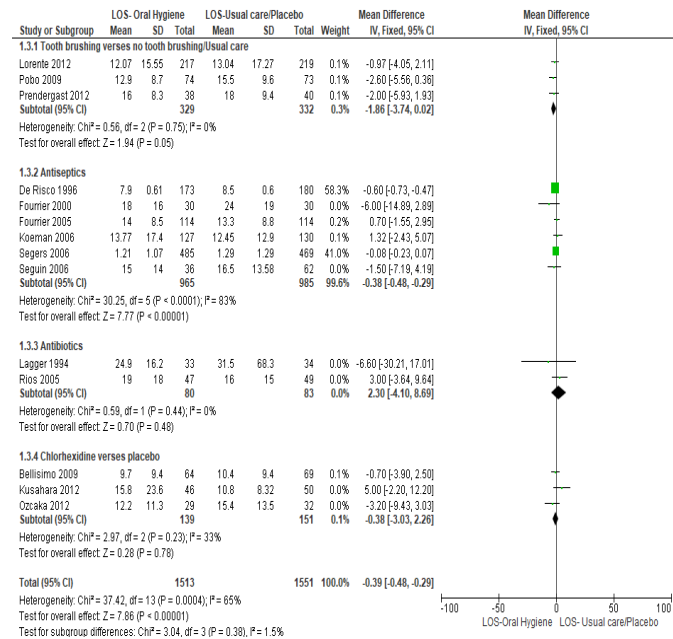 LOS- Oral Hygiene LOS-Usual care/Placebo Mean Difference Mean Difference
Study or Subgroup Mean SD Total Mean SD Total Weight IV, Fixed, 95% CI IV, Fixed, 95% CI
1.3.1 Tooth brushing verses no tooth brushing/Usual care
Lorente 2012 12.07 15.55 217 13.04 17.27 219 0.1% -0.97 [-4.05, 2.11]
Pobo 2009 12.9 8.7 74 15.5 9.6 73 0.1% -2.60 [-5.56, 0.36]
Prendergast 2012 16 8.3 38 18 9.4 40 0.1% -2.00 [-5.93, 1.93]
Subtotal (95% CI) 329 332 0.3% -1.86 [-3.74, 0.02]
Heterogeneity: Chi² = 0.56, df = 2 (P = 0.75); I² = 0%
Test for overall effect: Z = 1.94 (P = 0.05)
1.3.2 Antiseptics
De Risco 1996 7.9 0.61 173 8.5 0.6 180 58.3% -0.60 [-0.73, -0.47]
Fourrier 2000 18 16 30 24 19 30 0.0% -6.00 [-14.89, 2.89]
Fourrier 2005 14 8.5 114 13.3 8.8 114 0.2% 0.70 [-1.55, 2.95]
Koeman 2006 13.77 17.4 127 12.45 12.9 130 0.1% 1.32 [-2.43, 5.07]
Segers 2006 1.21 1.07 485 1.29 1.29 469 41.0% -0.08 [-0.23, 0.07]
Seguin 2006 15 14 36 16.5 13.58 62 0.0% -1.50 [-7.19, 4.19]
Subtotal (95% CI) 965 985 99.6% -0.38 [-0.48, -0.29]
Heterogeneity: Chi² = 30.25, df = 5 (P < 0.0001); I² = 83%
Test for overall effect: Z = 7.77 (P < 0.00001)
1.3.3 Antibiotics
Lagger 1994 24.9 16.2 33 31.5 68.3 34 0.0% -6.60 [-30.21, 17.01]
Rios 2005 19 18 47 16 15 49 0.0% 3.00 [-3.64, 9.64]
Subtotal (95% CI) 80 83 0.0% 2.30 [-4.10, 8.69]
Heterogeneity: Chi² = 0.59, df = 1 (P = 0.44); I² = 0%
Test for overall effect: Z = 0.70 (P = 0.48)
1.3.4 Chlorhexidine verses placebo
Bellisimo 2009 9.7 9.4 64 10.4 9.4 69 0.1% -0.70 [-3.90, 2.50]
Kusahara 2012 15.8 23.6 46 10.8 8.32 50 0.0% 5.00 [-2.20, 12.20]
Ozcaka 2012 12.2 11.3 29 15.4 13.5 32 0.0% -3.20 [-9.43, 3.03]
Subtotal (95% CI) 139 151 0.1% -0.38 [-3.03, 2.26]
Heterogeneity: Chi² = 2.97, df = 2 (P = 0.23); I² = 33%
Test for overall effect: Z = 0.28 (P = 0.78)
Total (95% CI) 1513 1551 100.0% -0.39 [-0.48, -0.29]
Heterogeneity: Chi² = 37.42, df = 13 (P = 0.0004); I² = 65%
Test for overall effect: Z = 7.86 (P < 0.00001)
Test for subgroup differences: Chi² = 3.04, df = 3 (P = 0.38), I² = 1.5%
-100 -50 0 50 100
LOS-Oral Hygiene LOS- Usual care/Placebo